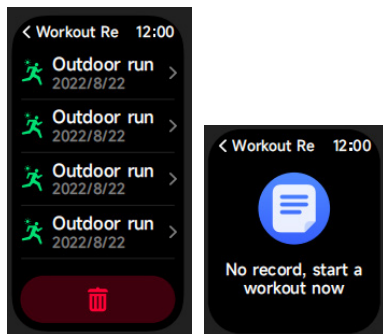 < Workout Re 12:00
Outdoor run
2022/8/22
Outdoor run
2022/8/22
Outdoor run
2022/8/22
Outdoor run
2022/8/22
< Workout Re 12:00
No record, start a
workout now